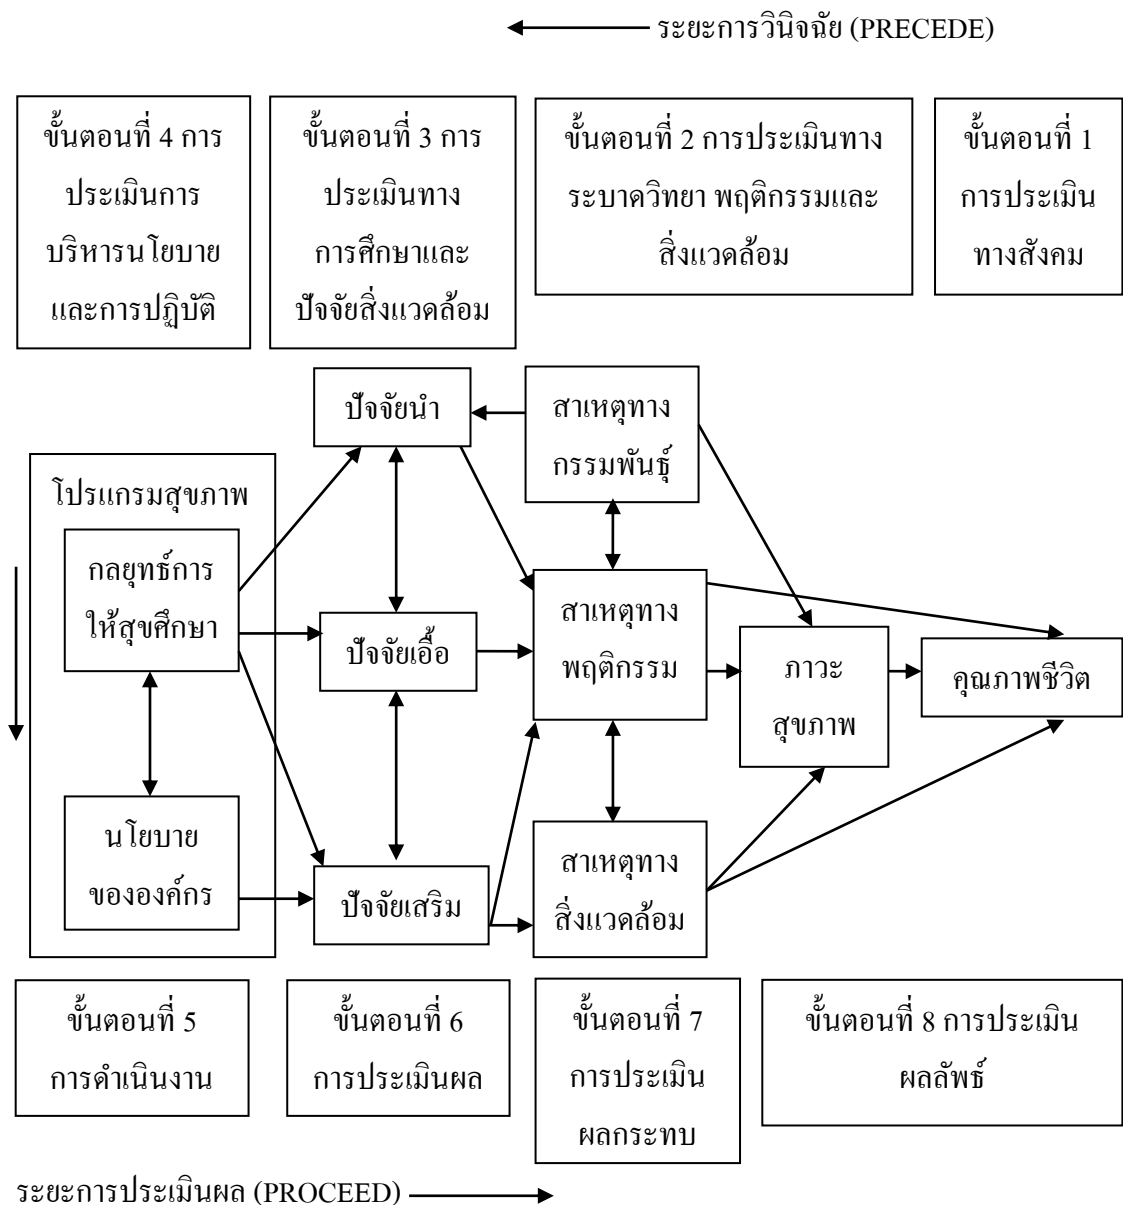 ระยะการวินิจฉัย (PRECEDE)
ขั้นตอนที่ 4 การ
ประเมินการ
บริหารนโยบาย
และการปฏิบัติ
ขั้นตอนที่ 3 การ
ประเมินทาง
การศึกษาและ
ปัจจัยสิ่งแวดล้อม
ขั้นตอนที่ 2 การประเมินทาง
ระบาดวิทยา พฤติกรรมและ
สิ่งแวดล้อม
ขั้นตอนที่ 1
การประเมิน
ทางสังคม
โปรแกรมสุขภาพ
กลยุทธ์การ
ให้สุขศึกษา
นโยบาย
ขององค์กร
ปัจจัยนำ
ปัจจัยเอื้อ
ปัจจัยเสริม
สาเหตุทาง
กรรมพันธุ์
สาเหตุทาง
พฤติกรรม
สาเหตุทาง
สิ่งแวดล้อม
ภาวะ
สุขภาพ
คุณภาพชีวิต
ขั้นตอนที่ 5
การดำเนินงาน
ขั้นตอนที่ 6
การประเมินผล
ขั้นตอนที่ 7
การประเมิน
ผลกระทบ
ขั้นตอนที่ 8 การประเมิน
ผลลัพธ์
ระยะการประเมินผล (PROCEED)